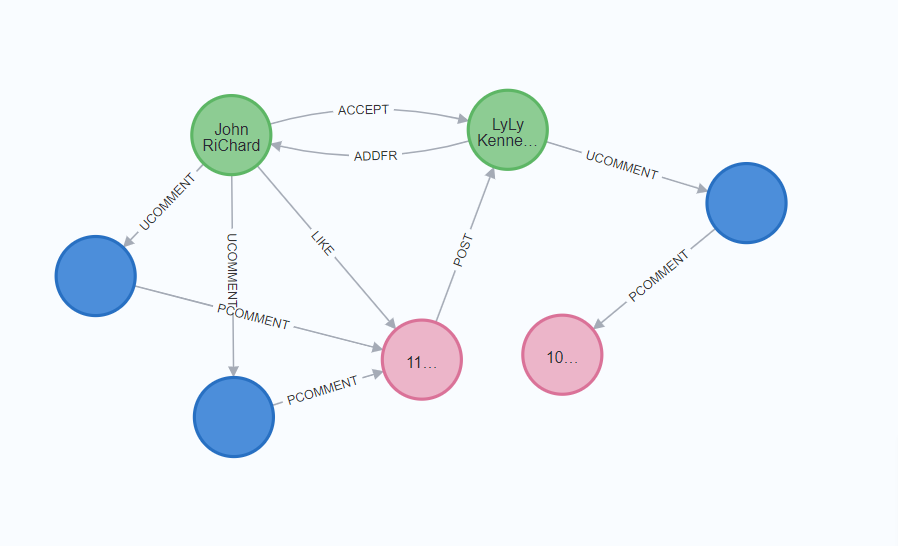 ACCEPT
John
RiChard
LyLy
Kenne...
ADDFR
UCOMMENT
UCOMMENT
UCOMMENT
LIKE
POST
PCOMMENT
PCOMMENT
11...
10...
PCOMMENT